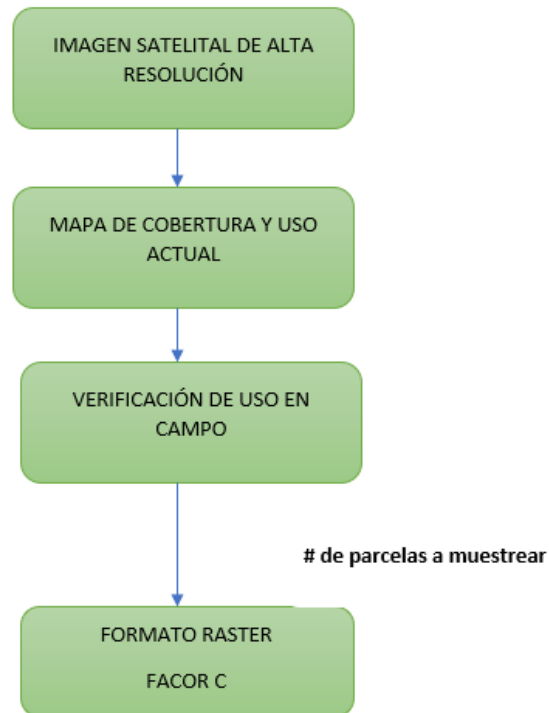 IMAGEN SATELITAL DE ALTA
RESOLUCIÓN
MAPA DE COBERTURA Y USO
ACTUAL
VERIFICACIÓN DE USO EN
CAMPO
# de parcelas a muestrear
FORMATO RASTER
FACOR C